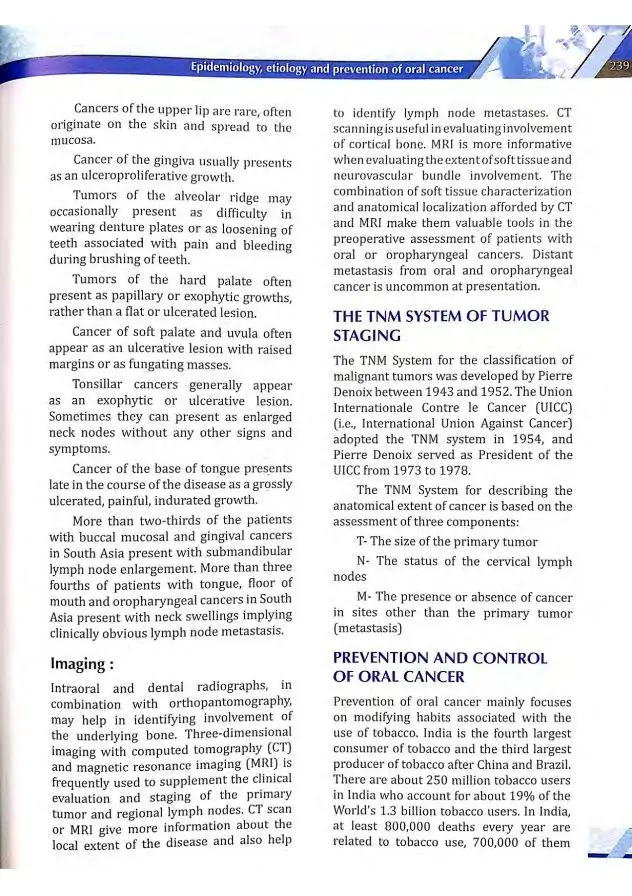 Epidemiology, etiology and prevention of oral cancer
239
Cancers of the upper lip are rare, often
originate on the skin and spread to the
mucosa.
Cancer of the gingiva usually presents
as an ulceroproliferative growth.
Tumors of the alveolar ridge may
occasionally present as difficulty in
wearing denture plates or as loosening of
teeth associated with pain and bleeding
during brushing of teeth.
Tumors of the hard palate often
present as papillary or exophytic growths,
rather than a flat or ulcerated lesion.
Cancer of soft palate and uvula often
appear as an ulcerative lesion with raised
margins or as fungating masses.
Tonsillar cancers generally appear
as an exophytic or ulcerative lesion.
Sometimes they can present as enlarged
neck nodes without any other signs and
symptoms.
Cancer of the base of tongue presents
late in the course of the disease as a grossly
ulcerated, painful, indurated growth.
More than two-thirds of the patients
with buccal mucosal and gingival cancers
in South Asia present with submandibular
lymph node enlargement. More than three
fourths of patients with tongue, floor of
mouth and oropharyngeal cancers in South
Asia present with neck swellings implying
clinically obvious lymph node metastasis.
Imaging :
Intraoral and dental radiographs, in
combination with orthopantomography,
may help in identifying involvement of
the underlying bone. Three-dimensional
imaging with computed tomography (CT)
and magnetic resonance imaging (MRI) is
frequently used to supplement the clinical
evaluation and staging of the primary
tumor and regional lymph nodes. CT scan
or MRI give more information about the
local extent of the disease and also help
to identify lymph node metastases. CT
scanning is useful in evaluating involvement
of cortical bone. MRI is more informative
when evaluating the extent of soft tissue and
neurovascular bundle involvement. The
combination of soft tissue characterization
and anatomical localization afforded by CT
and MRI make them valuable tools in the
preoperative assessment of patients with
oral or oropharyngeal cancers. Distant
metastasis from oral and oropharyngeal
cancer is uncommon at presentation.
THE TNM SYSTEM OF TUMOR
STAGING
The TNM System for the classification of
malignant tumors was developed by Pierre
Denoix between 1943 and 1952. The Union
Internationale Contre le Cancer (UICC)
(i.e., International Union Against Cancer)
adopted the TNM system in 1954, and
Pierre Denoix served as President of the
UICC from 1973 to 1978.
The TNM System for describing the
anatomical extent of cancer is based on the
assessment of three components:
T- The size of the primary tumor
N- The status of the cervical lymph
nodes
M- The presence or absence of cancer
in sites other than the primary tumor
(metastasis)
PREVENTION AND CONTROL
OF ORAL CANCER
Prevention of oral cancer mainly focuses
on modifying habits associated with the
use of tobacco. India is the fourth largest
consumer of tobacco and the third largest
producer of tobacco after China and Brazil.
There are about 250 million tobacco users
in India who account for about 19% of the
World's 1.3 billion tobacco users. In India,
at least 800,000 deaths every year are
related to tobacco use, 700,000 of them